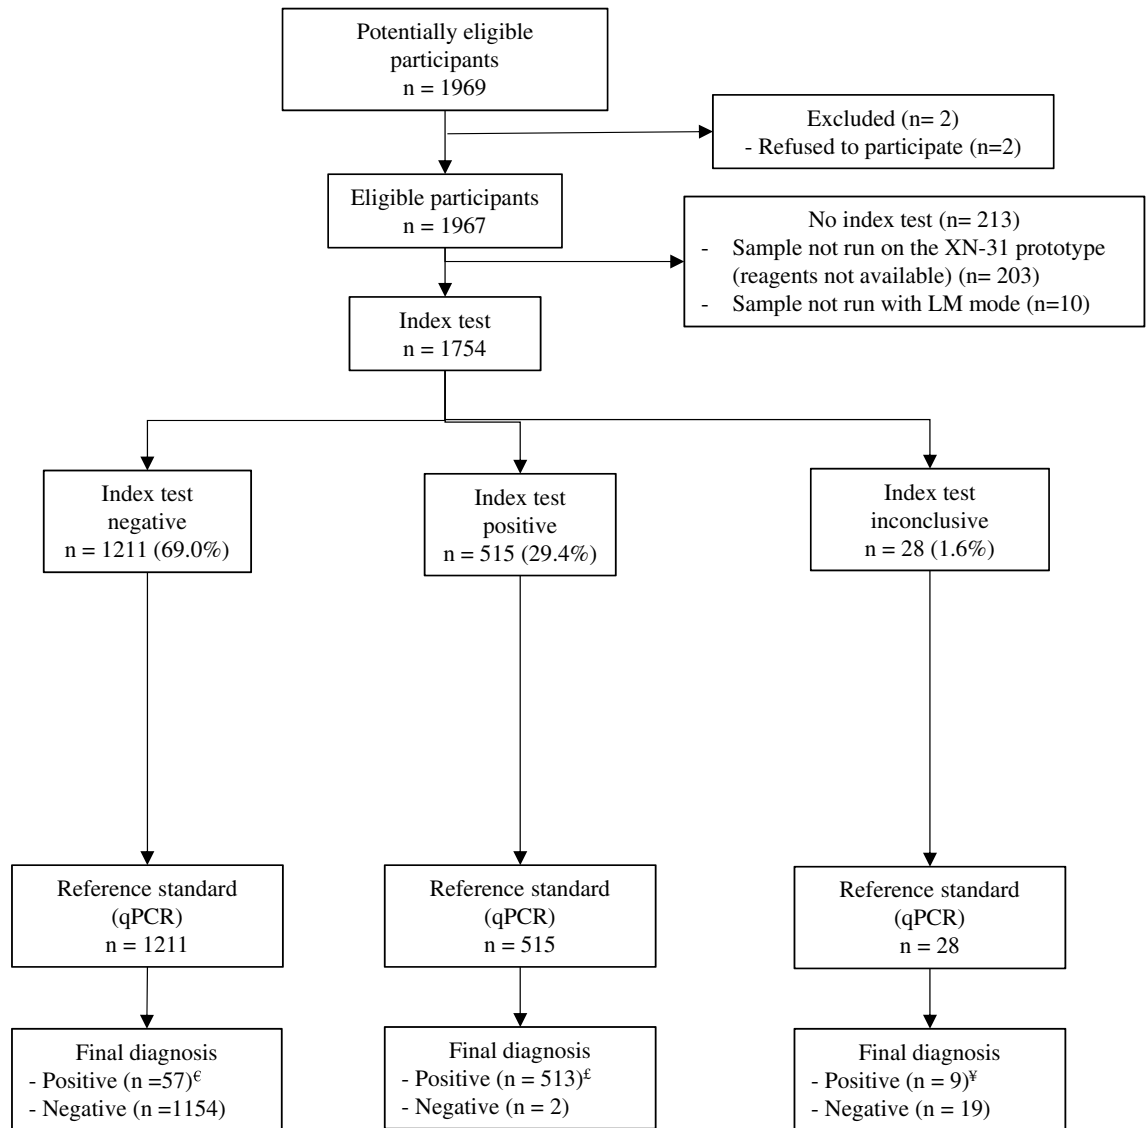 Potentially eligible
participants
n = 1969
Excluded (n= 2)
- Refused to participate (n=2)
Eligible participants
n = 1967
No index test (n= 213)
- Sample not run on the XN-31 prototype
(reagents not available) (n= 203)
- Sample not run with LM mode (n=10)
Index test
n = 1754
Index test
negative
n = 1211 (69.0%)
Index test
positive
n = 515 (29.4%)
Index test
inconclusive
n = 28 (1.6%)
Reference standard
(qPCR)
n = 1211
Reference standard
(qPCR)
n = 515
Reference standard
(qPCR)
n = 28
Final diagnosis
- Positive (n =57)€
- Negative (n =1154)
Final diagnosis
- Positive (n = 513)£
- Negative (n = 2)
Final diagnosis
- Positive (n = 9)¥
- Negative (n = 19)